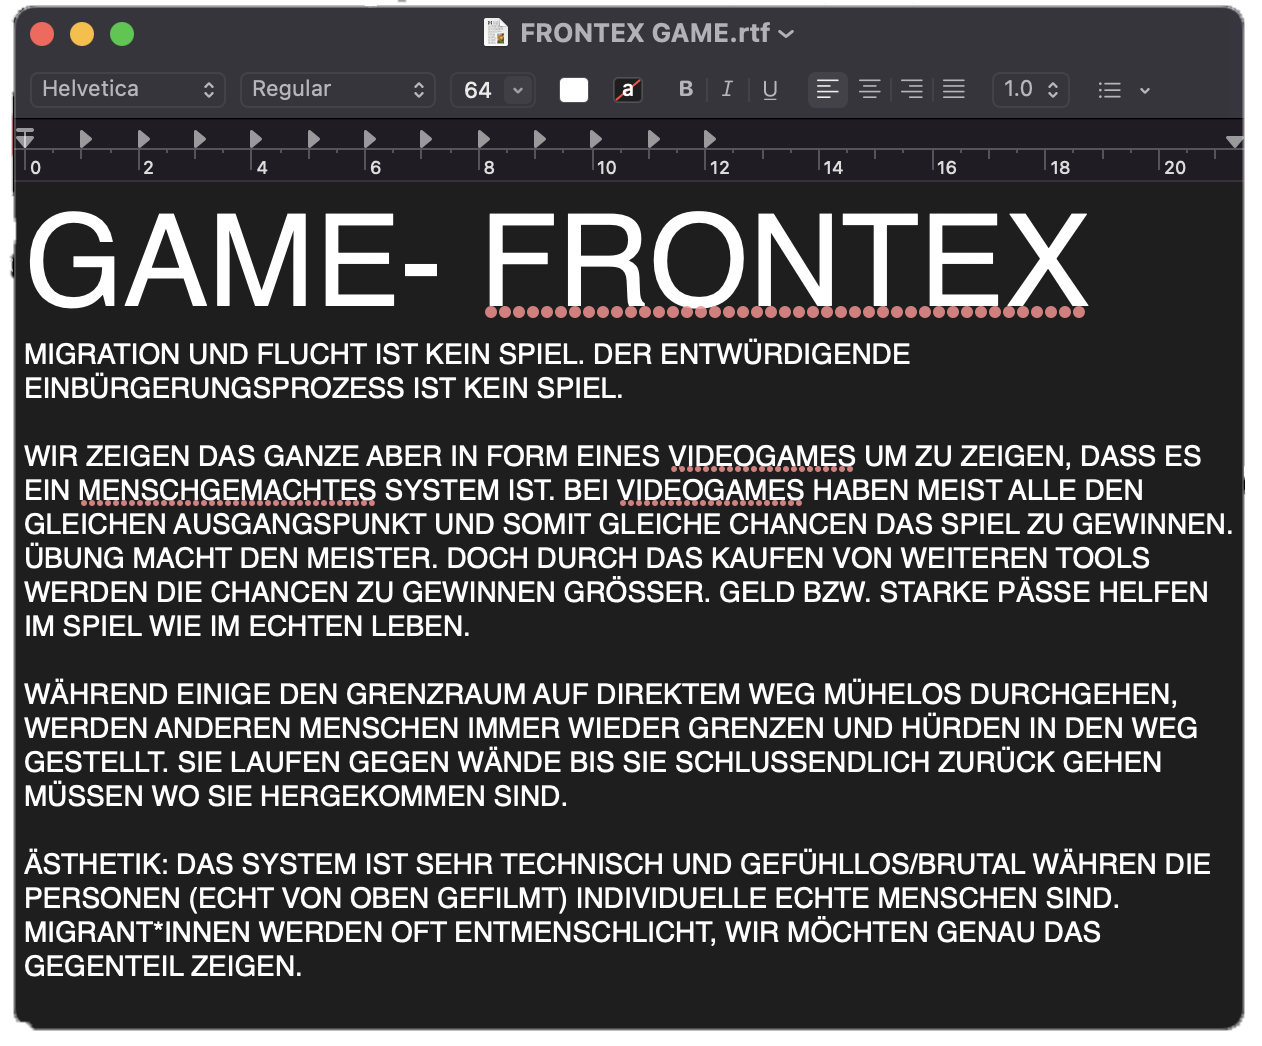 FRONTEX GAME.rtf
Helvetica Regular 64 a B I U 1.0
0 2 4 6 8 10 12 14 16 18 20
GAME- FRONTEX
MIGRATION UND FLUCHT IST KEIN SPIEL. DER ENTWÜRDIGENDE
EINBÜRGERUNGSPROZESS IST KEIN SPIEL.
WIR ZEIGEN DAS GANZE ABER IN FORM EINES VIDEOGAMES UM ZU ZEIGEN, DASS ES
EIN MENSCHGEMACHTES SYSTEM IST. BEI VIDEOGAMES HABEN MEIST ALLE DEN
GLEICHEN AUSGANGSPUNKT UND SOMIT GLEICHE CHANCEN DAS SPIEL ZU GEWINNEN.
ÜBUNG MACHT DEN MEISTER. DOCH DURCH DAS KAUFEN VON WEITEREN TOOLS
WERDEN DIE CHANCEN ZU GEWINNEN GRÖSSER. GELD BZW. STARKE PÄSSE HELFEN
IM SPIEL WIE IM ECHTEN LEBEN.
WÄHREND EINIGE DEN GRENZRAUM AUF DIREKTEM WEG MÜHELOS DURCHGEHEN,
WERDEN ANDEREN MENSCHEN IMMER WIEDER GRENZEN UND HÜRDEN IN DEN WEG
GESTELLT. SIE LAUFEN GEGEN WÄNDE BIS SIE SCHLUSSENDLICH ZURÜCK GEHEN
MÜSSEN WO SIE HERGEKOMMEN SIND.
ÄSTHETIK: DAS SYSTEM IST SEHR TECHNISCH UND GEFÜHLLOS/BRUTAL WÄHREN DIE
PERSONEN (ECHT VON OBEN GEFILMT) INDIVIDUELLE ECHTE MENSCHEN SIND.
MIGRANT*INNEN WERDEN OFT ENTMENSCHLICHT, WIR MÖCHTEN GENAU DAS
GEGENTEIL ZEIGEN.